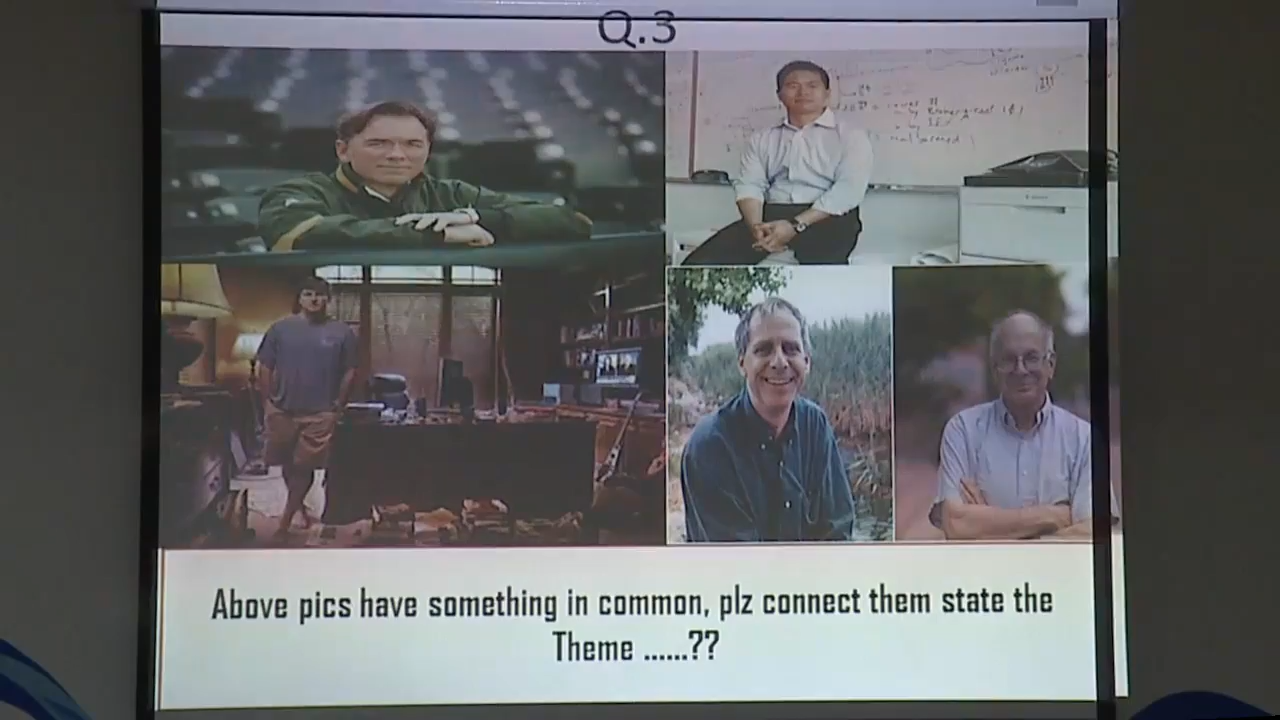 Q.3
Above pics have something in common, plz connect them state the
Theme ......??